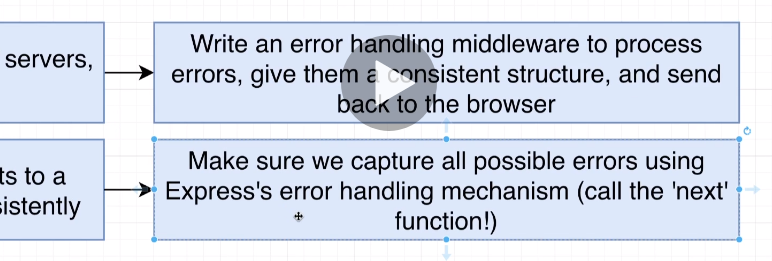 servers,
Write an error handling middleware to process
errors, give them a consistent structure, and send
back to the browser
ts to a
sistently
Make sure we capture all possible errors using
Express's error handling mechanism (call the 'next'
function!)